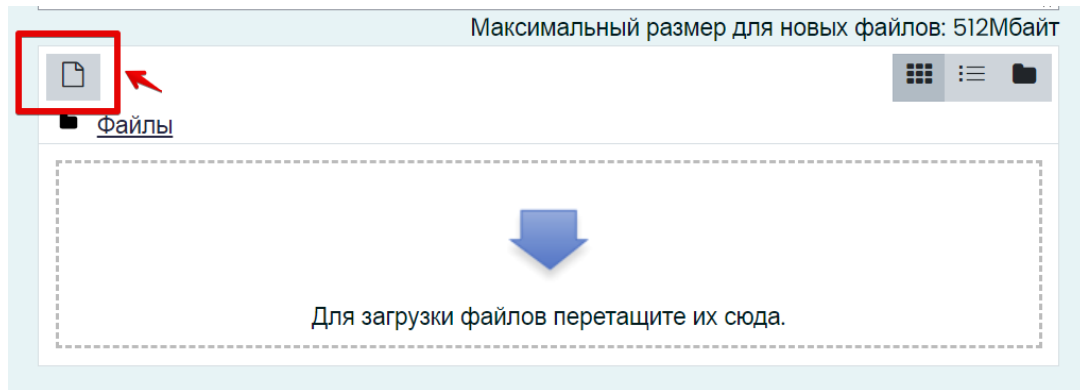 Максимальный размер для новых файлов: 512Мбайт
Файлы
Для загрузки файлов перетащите их сюда.